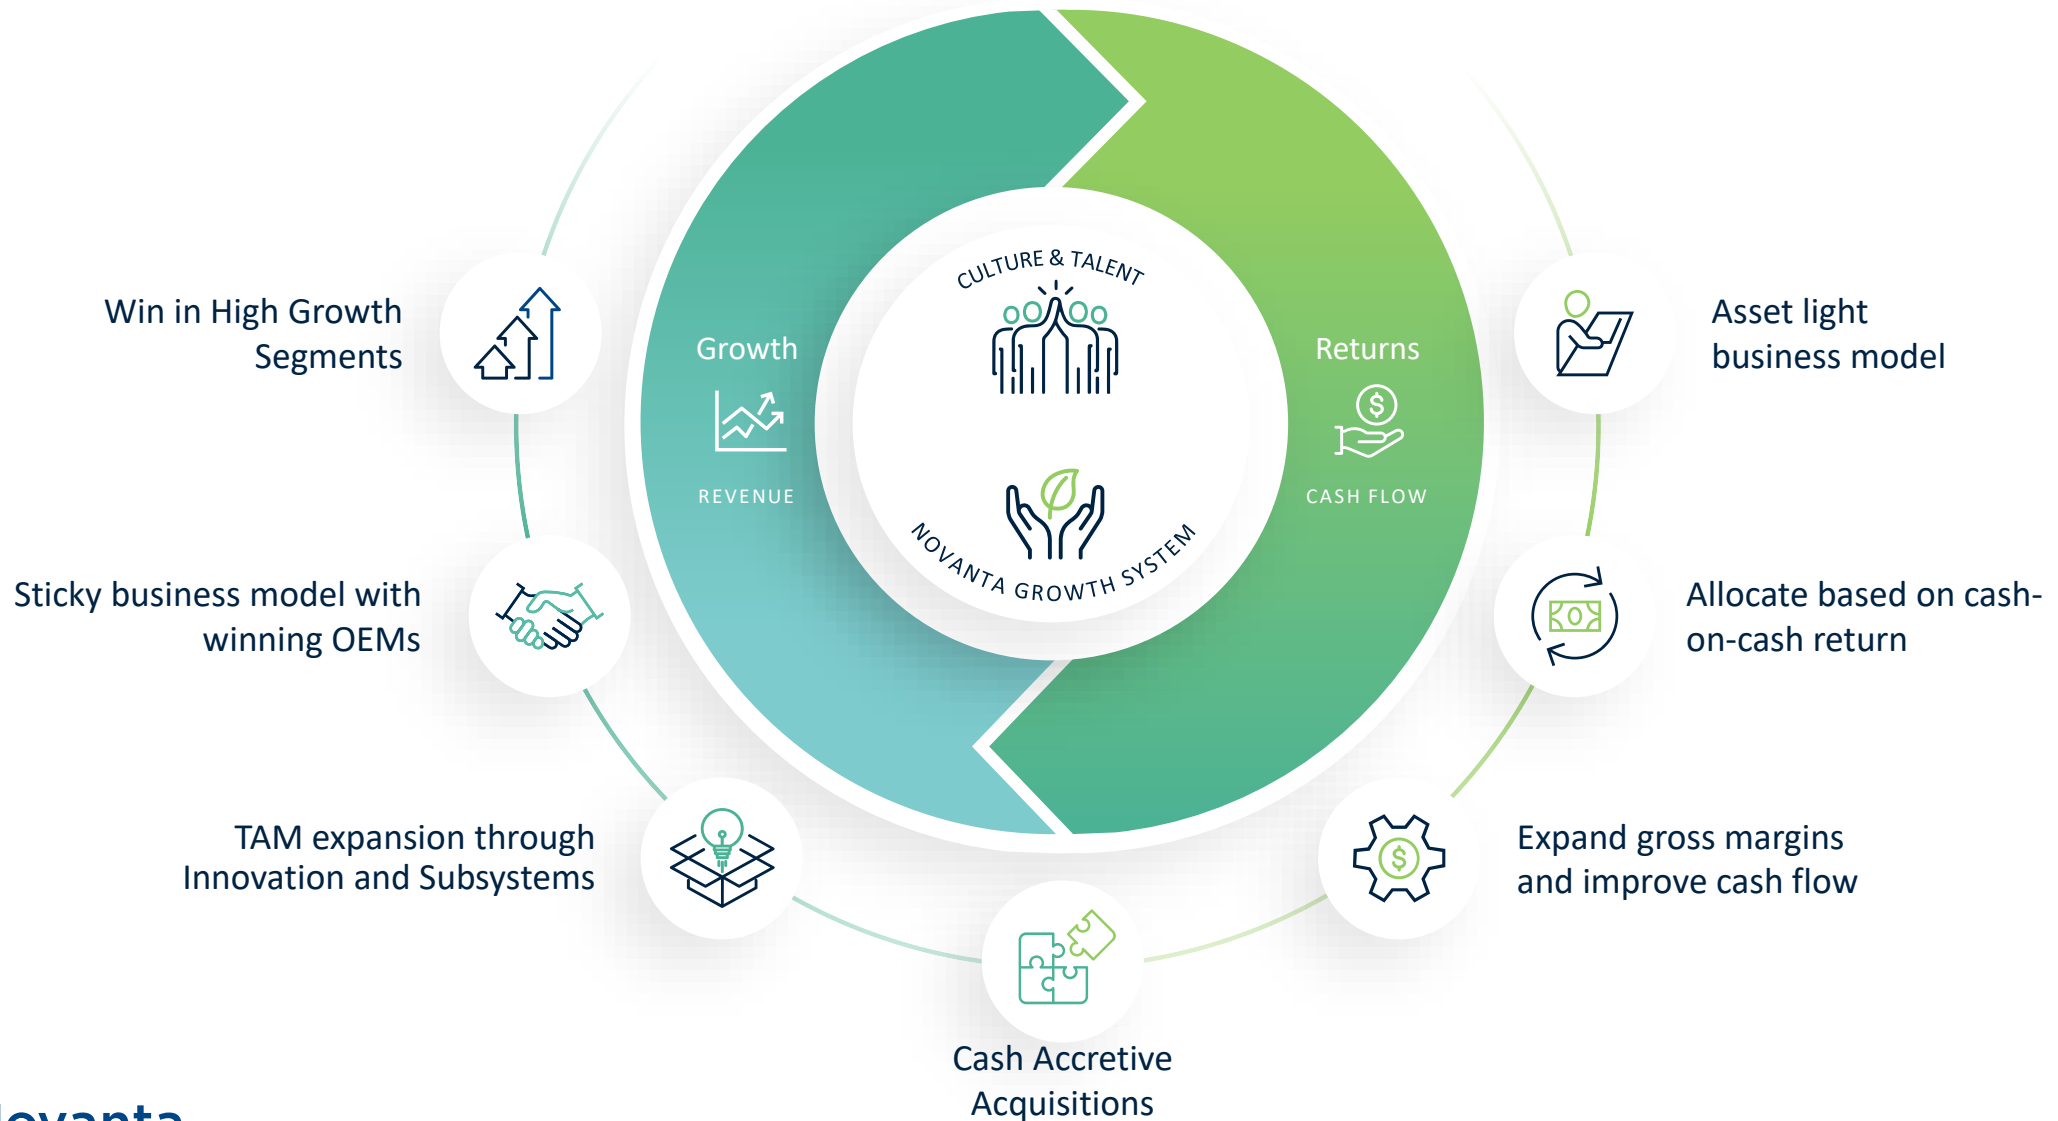 CULTURE & TALENT
NOVANTA GROWTH SYSTEM
Growth
REVENUE
Returns
CASH FLOW
Win in High Growth
Segments
Sticky business model with
winning OEMs
TAM expansion through
Innovation and Subsystems
Cash Accretive
Acquisitions
Expand gross margins
and improve cash flow
Allocate based on cash-
on-cash return
Asset light
business model
Novanta